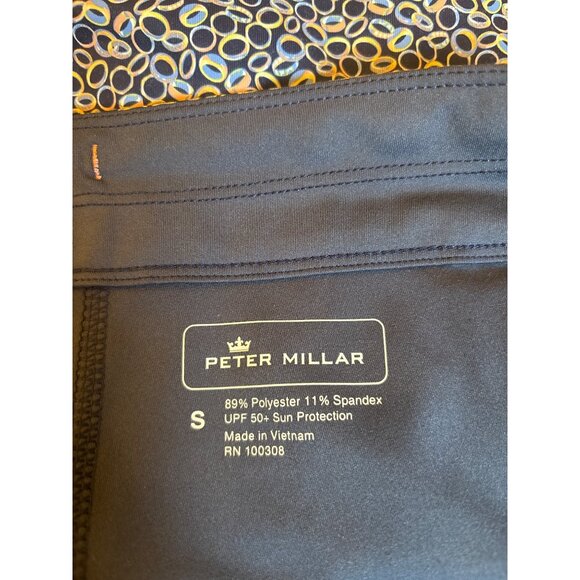 PETER MILLAR
S
89% Polyester 11% Spandex
UPF 50+ Sun Protection
Made in Vietnam
RN 100308